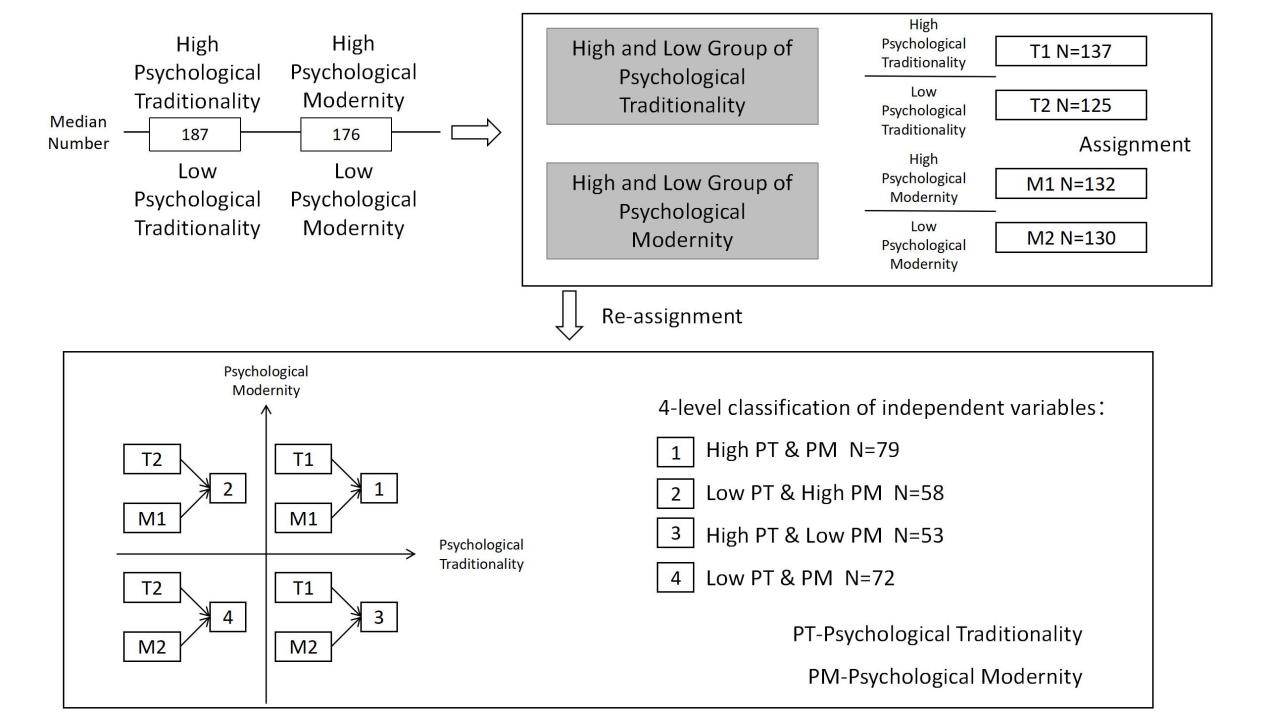 High
Psychological
Traditionality
High
Psychological
Modernity
Median
Number
187
176
Low
Psychological
Traditionality
Low
Psychological
Modernity
High and Low Group of
Psychological
Traditionality
High
Psychological
Traditionality
Low
Psychological
Traditionality
T1 N=137
T2 N=125
Assignment
High and Low Group of
Psychological
Modernity
High
Psychological
Modernity
Low
Psychological
Modernity
M1 N=132
M2 N=130
Re-assignment
Psychological
Modernity
T2
M1
2
T1
M1
1
Psychological
Traditionality
T2
M2
4
T1
M2
3
4-level classification of independent variables：
1 High PT & PM N=79
2 Low PT & High PM N=58
3 High PT & Low PM N=53
4 Low PT & PM N=72
PT-Psychological Traditionality
PM-Psychological Modernity